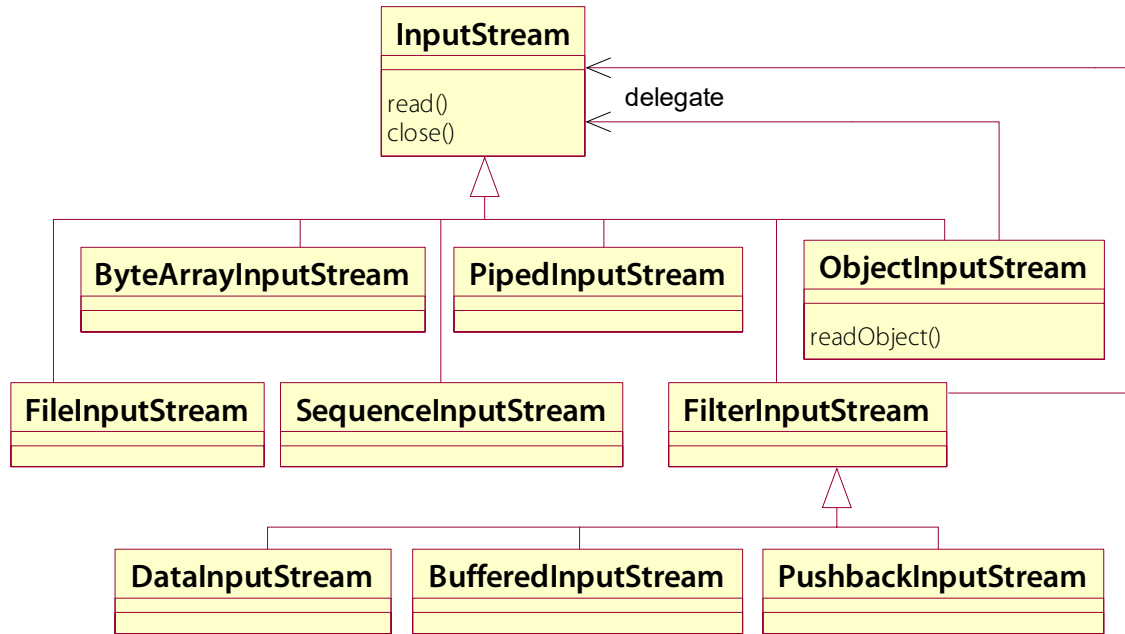 InputStream
read()
close()
delegate
ByteArrayInputStream
PipedInputStream
ObjectInputStream
readObject()
FileInputStream
SequenceInputStream
FilterInputStream
DataInputStream
BufferedInputStream
PushbackInputStream